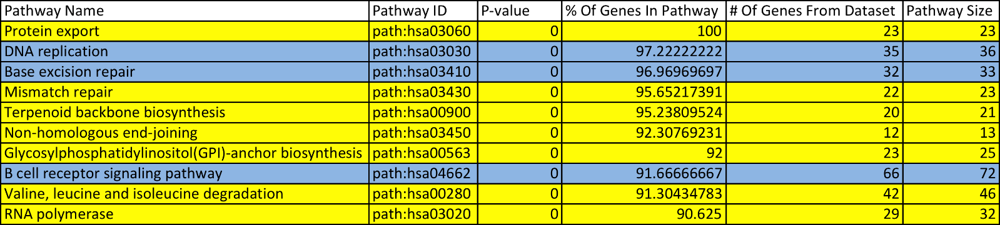 Pathway Name Pathway ID P-value % Of Genes In Pathway # Of Genes From Dataset Pathway Size
Protein export path:hsa03060 0 100 23 23
DNA replication path:hsa03030 0 97.22222222 35 36
Base excision repair path:hsa03410 0 96.96969697 32 33
Mismatch repair path:hsa03430 0 95.65217391 22 23
Terpenoid backbone biosynthesis path:hsa00900 0 95.23809524 20 21
Non-homologous end-joining path:hsa03450 0 92.30769231 12 13
Glycosylphosphatidylinositol(GPI)-anchor biosynthesis path:hsa00563 0 92 23 25
B cell receptor signaling pathway path:hsa04662 0 91.66666667 66 72
Valine, leucine and isoleucine degradation path:hsa00280 0 91.30434783 42 46
RNA polymerase path:hsa03020 0 90.625 29 32